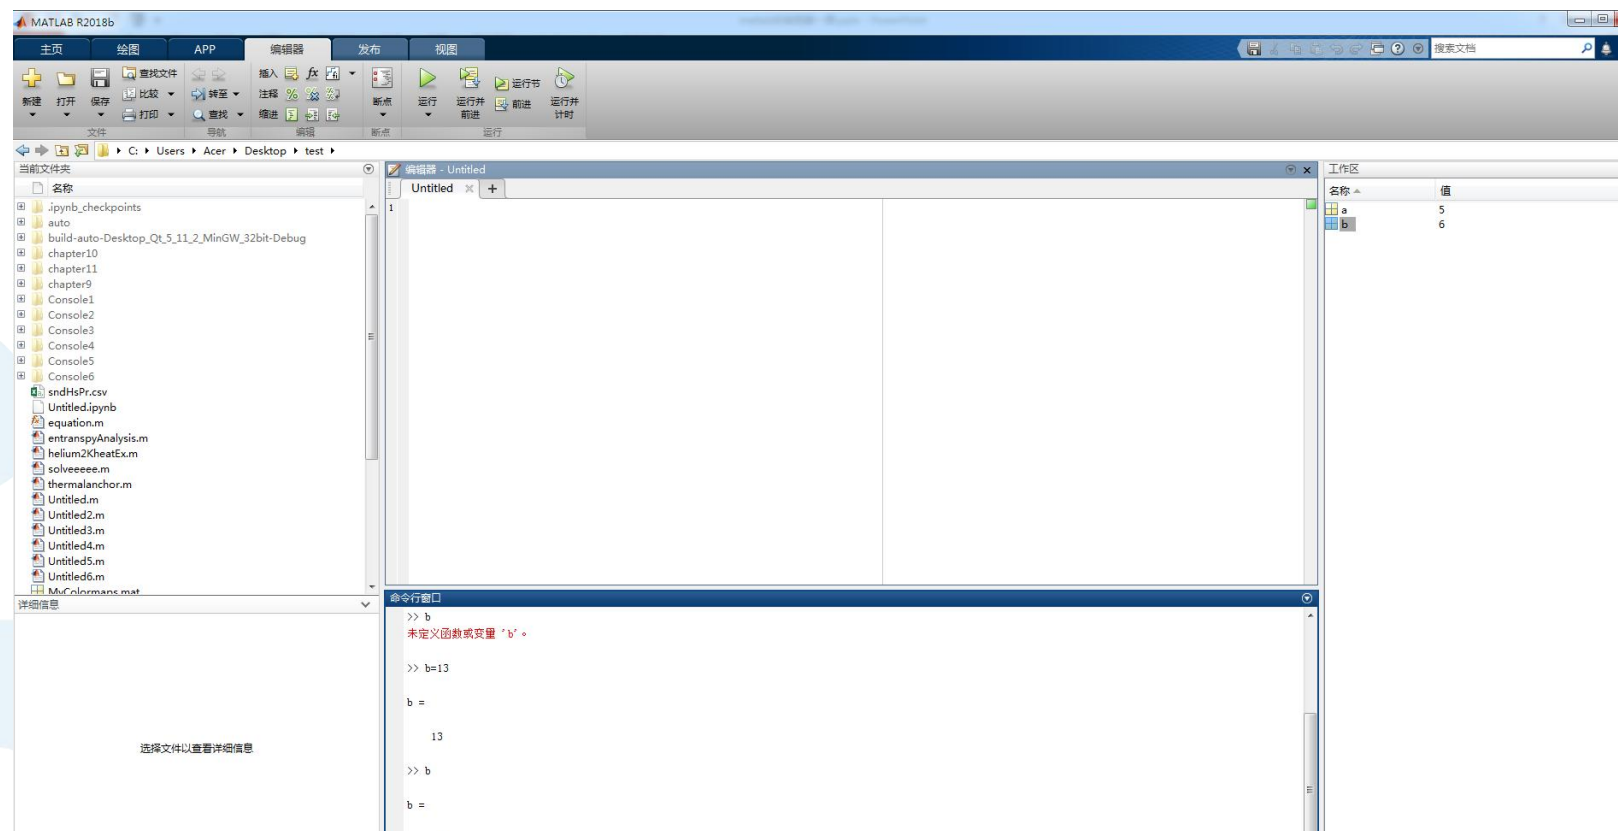 MATLAB R2018b
主页 绘图 APP 编辑器 发布 视图
搜索文档
查找文件 插入 fx
新建 打开 保存 比较 转至 注释 断点 运行 运行并前进 运行节 前进 运行并计时
打印 查找 缩进
文件 导航 编辑 断点 运行
C: Users Acer Desktop test
当前文件夹
名称
.ipynb_checkpoints
auto
build-auto-Desktop_Qt_5_11_2_MinGW_32bit-Debug
chapter10
chapter11
chapter9
Console1
Console2
Console3
Console4
Console5
Console6
sndHsPr.csv
Untitled.ipynb
equation.m
entranspyAnalysis.m
helium2KheatEx.m
solveeeee.m
thermalanchor.m
Untitled.m
Untitled2.m
Untitled3.m
Untitled4.m
Untitled5.m
Untitled6.m
MyColormaps.mat
详细信息
选择文件以查看详细信息
编辑器 - Untitled
Untitled × +
1
命令行窗口
>> b
未定义函数或变量 'b'。
>> b=13
b =
13
>> b
b =
工作区
名称 值
a 5
b 6